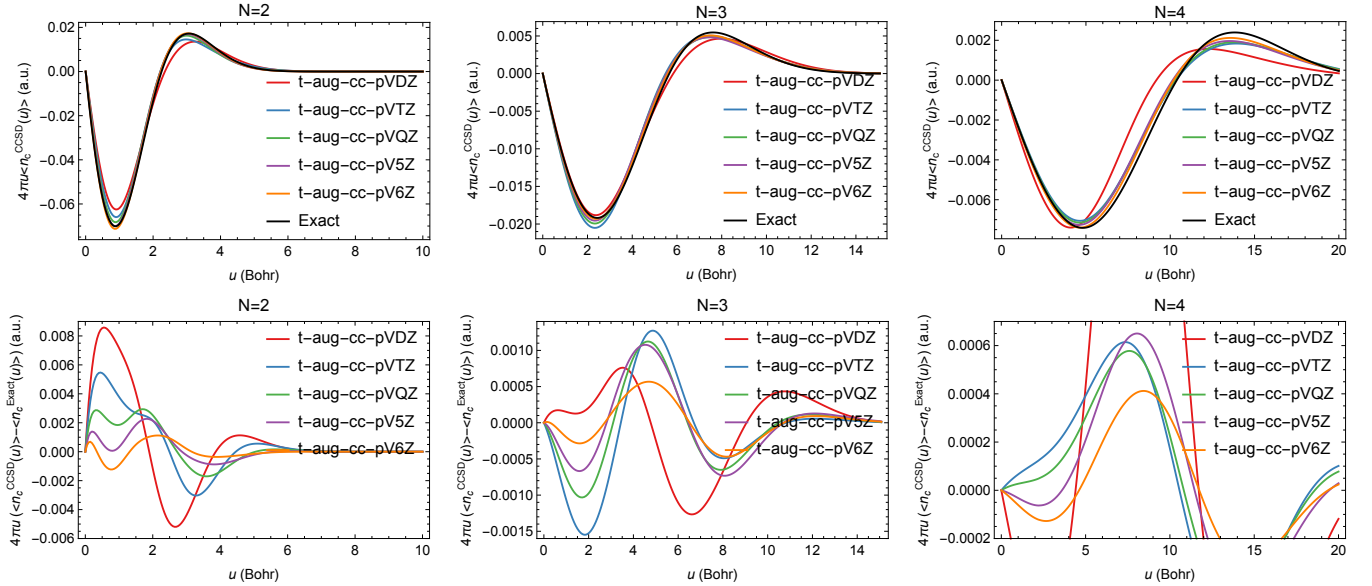 N=2
0.02
0.00
−0.02
−0.04
−0.06
4πu<n_c^CCSD(u)> (a.u.)
t−aug−cc−pVDZ
t−aug−cc−pVTZ
t−aug−cc−pVQZ
t−aug−cc−pV5Z
t−aug−cc−pV6Z
Exact
0 2 4 6 8 10
u (Bohr)
N=3
0.005
0.000
−0.005
−0.010
−0.015
−0.020
4πu<n_c^CCSD(u)> (a.u.)
t−aug−cc−pVDZ
t−aug−cc−pVTZ
t−aug−cc−pVQZ
t−aug−cc−pV5Z
t−aug−cc−pV6Z
Exact
0 2 4 6 8 10 12 14
u (Bohr)
N=4
0.002
0.000
−0.002
−0.004
−0.006
4πu<n_c^CCSD(u)> (a.u.)
t−aug−cc−pVDZ
t−aug−cc−pVTZ
t−aug−cc−pVQZ
t−aug−cc−pV5Z
t−aug−cc−pV6Z
Exact
0 5 10 15 20
u (Bohr)
N=2
0.008
0.006
0.004
0.002
0.000
−0.002
−0.004
−0.006
4πu (<n_c^CCSD(u)>−<n_c^Exact(u)>) (a.u.)
t−aug−cc−pVDZ
t−aug−cc−pVTZ
t−aug−cc−pVQZ
t−aug−cc−pV5Z
t−aug−cc−pV6Z
0 2 4 6 8 10
u (Bohr)
N=3
0.0010
0.0005
0.0000
−0.0005
−0.0010
−0.0015
4πu (<n_c^CCSD(u)>−<n_c^Exact(u)>) (a.u.)
t−aug−cc−pVDZ
t−aug−cc−pVTZ
t−aug−cc−pVQZ
t−aug−cc−pV5Z
t−aug−cc−pV6Z
0 2 4 6 8 10 12 14
u (Bohr)
N=4
0.0006
0.0004
0.0002
0.0000
−0.0002
4πu (<n_c^CCSD(u)>−<n_c^Exact(u)>) (a.u.)
t−aug−cc−pVDZ
t−aug−cc−pVTZ
t−aug−cc−pVQZ
t−aug−cc−pV5Z
t−aug−cc−pV6Z
0 5 10 15 20
u (Bohr)